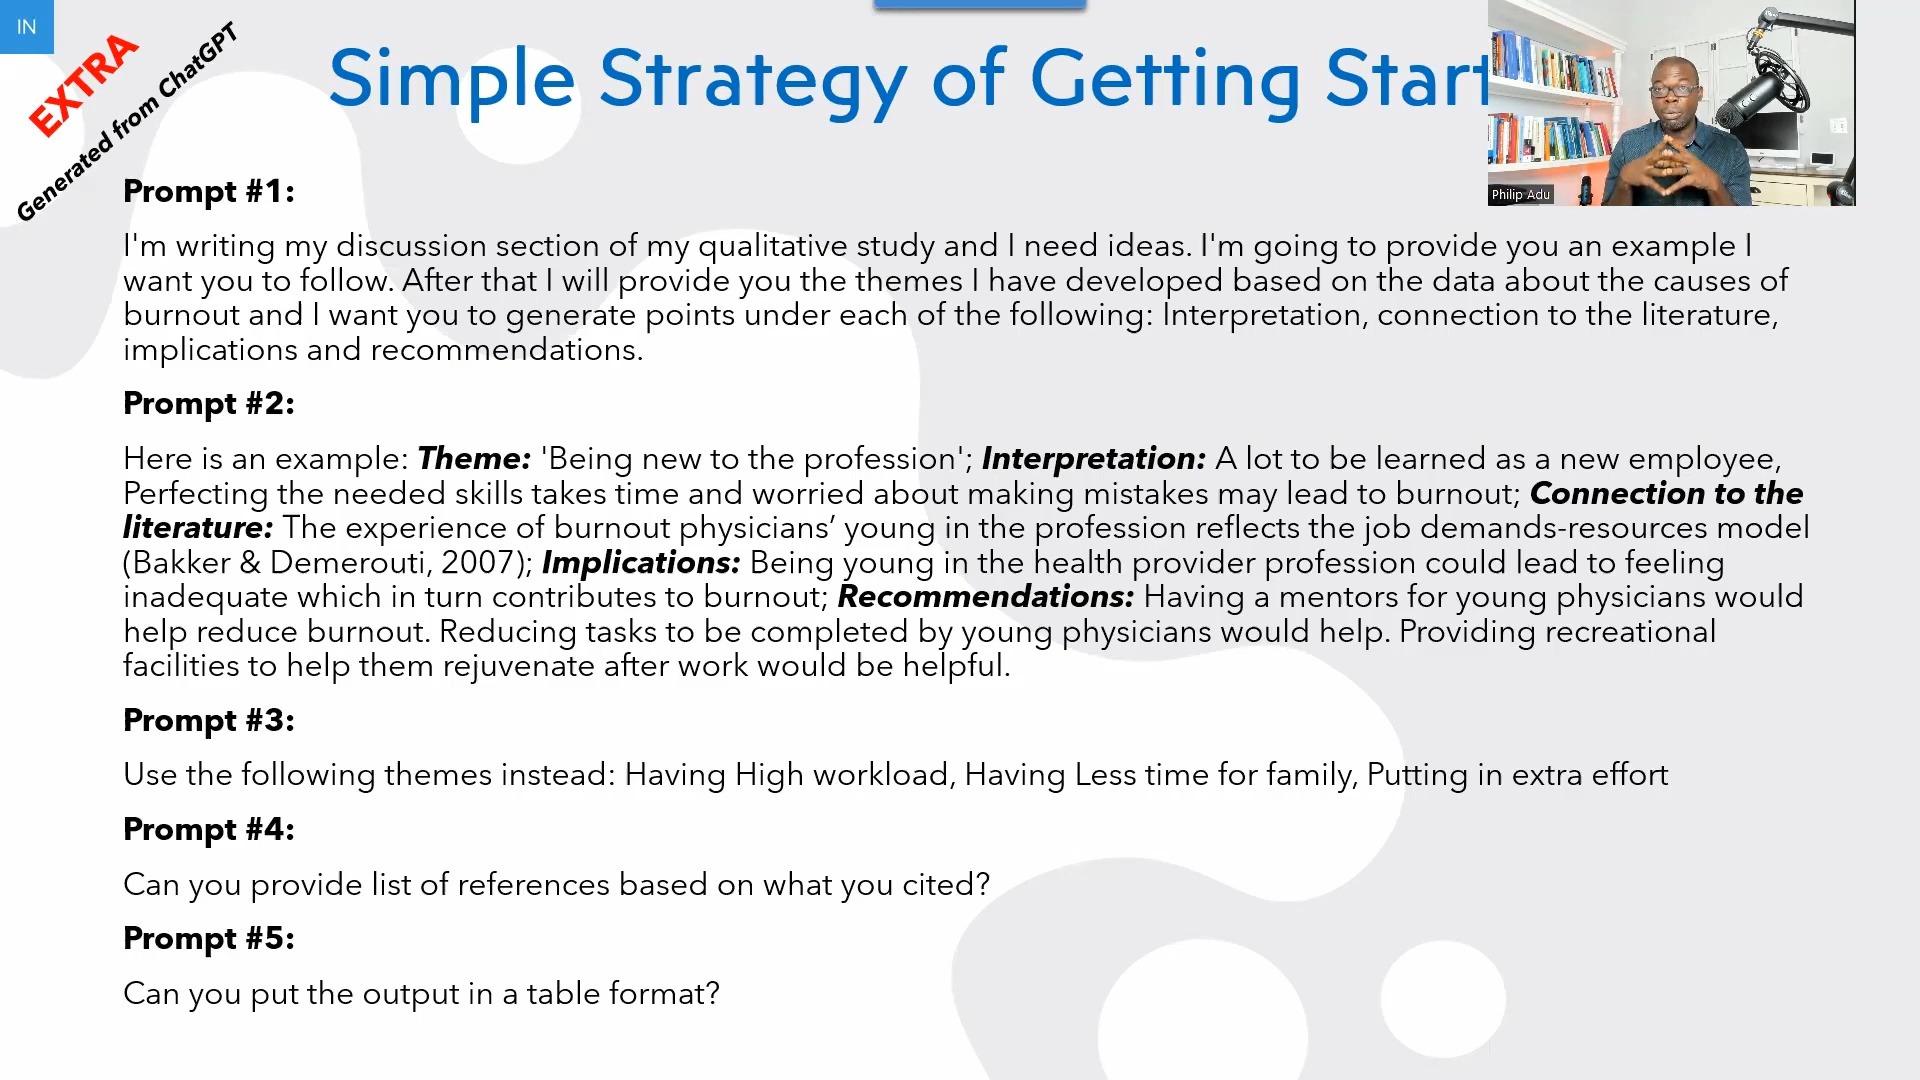 IN
EXTRA
Generated from ChatGPT
Simple Strategy of Getting Start
Philip Adu
Prompt #1:
I'm writing my discussion section of my qualitative study and I need ideas. I'm going to provide you an example I
want you to follow. After that I will provide you the themes I have developed based on the data about the causes of
burnout and I want you to generate points under each of the following: Interpretation, connection to the literature,
implications and recommendations.
Prompt #2:
Here is an example: Theme: 'Being new to the profession'; Interpretation: A lot to be learned as a new employee,
Perfecting the needed skills takes time and worried about making mistakes may lead to burnout; Connection to the
literature: The experience of burnout physicians’ young in the profession reflects the job demands-resources model
(Bakker & Demerouti, 2007); Implications: Being young in the health provider profession could lead to feeling
inadequate which in turn contributes to burnout; Recommendations: Having a mentors for young physicians would
help reduce burnout. Reducing tasks to be completed by young physicians would help. Providing recreational
facilities to help them rejuvenate after work would be helpful.
Prompt #3:
Use the following themes instead: Having High workload, Having Less time for family, Putting in extra effort
Prompt #4:
Can you provide list of references based on what you cited?
Prompt #5:
Can you put the output in a table format?